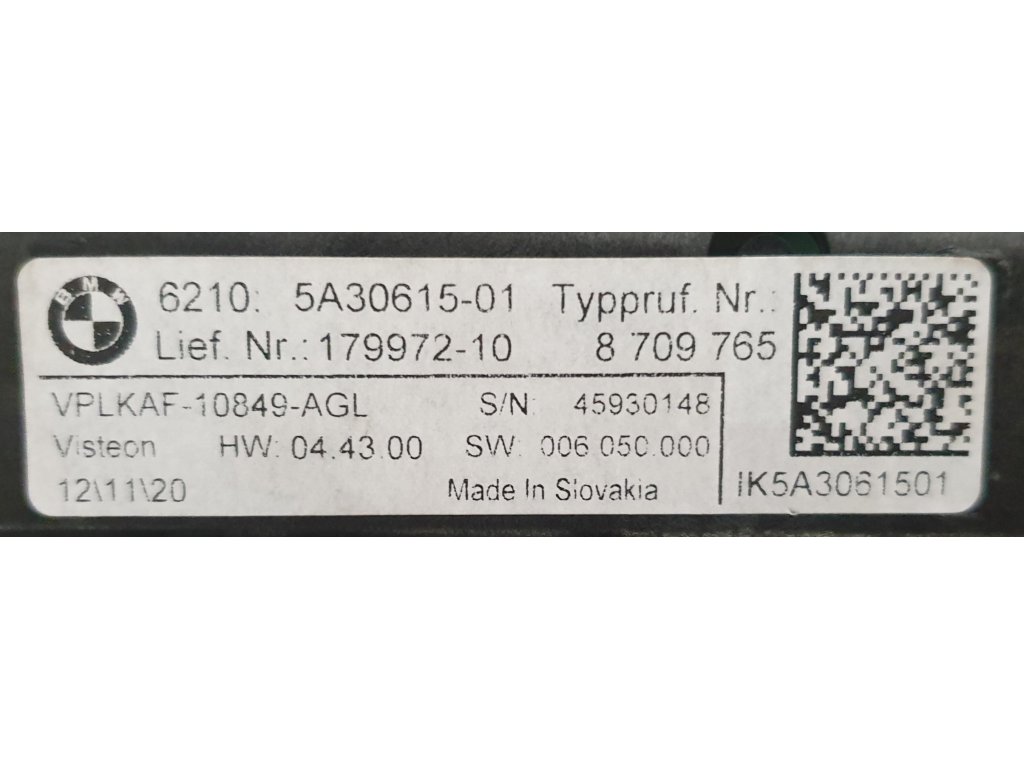 BMW
6210: 5A30615-01 Typpruf. Nr.:
Lief. Nr.: 179972-10 8 709 765
VPLKAF-10849-AGL S/N: 45930148
Visteon HW: 04.43.00 SW: 006.050.000
12\11\20 Made In Slovakia IK5A3061501